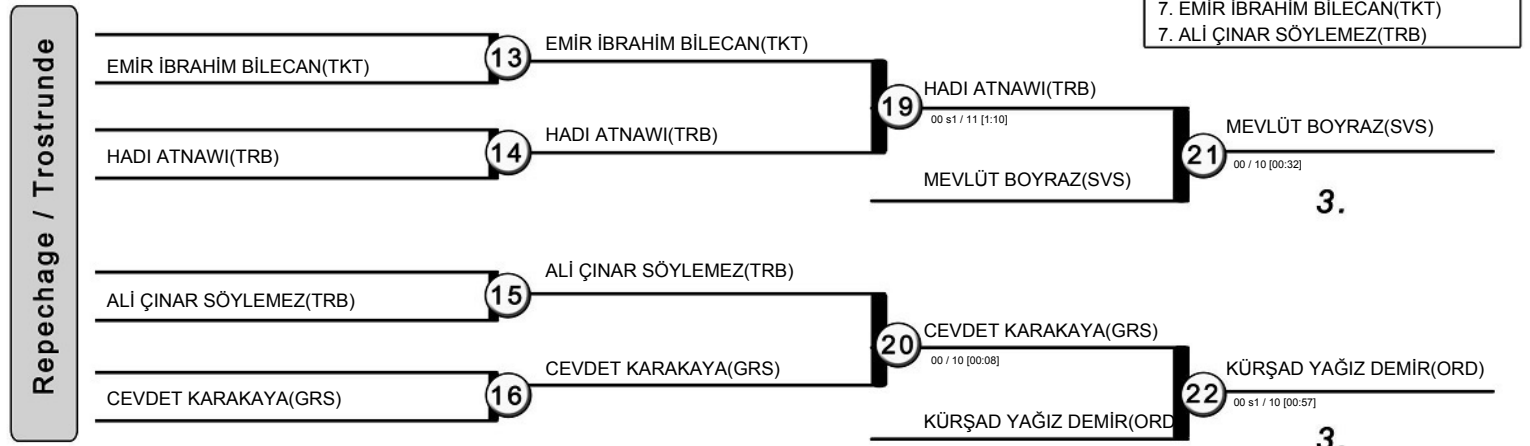 7. EMİR İBRAHİM BİLECAN(TKT)
7. ALİ ÇINAR SÖYLEMEZ(TRB)
Repechage / Trostrunde
EMİR İBRAHİM BİLECAN(TKT)
13
EMİR İBRAHİM BİLECAN(TKT)
HADI ATNAWI(TRB)
14
HADI ATNAWI(TRB)
19
HADI ATNAWI(TRB)
00 s1 / 11 [1:10]
MEVLÜT BOYRAZ(SVS)
21
MEVLÜT BOYRAZ(SVS)
00 / 10 [00:32]
3.
ALİ ÇINAR SÖYLEMEZ(TRB)
15
ALİ ÇINAR SÖYLEMEZ(TRB)
CEVDET KARAKAYA(GRS)
16
CEVDET KARAKAYA(GRS)
20
CEVDET KARAKAYA(GRS)
00 / 10 [00:08]
KÜRŞAD YAĞIZ DEMİR(ORD
22
KÜRŞAD YAĞIZ DEMİR(ORD)
00 s1 / 10 [00:57]
3.